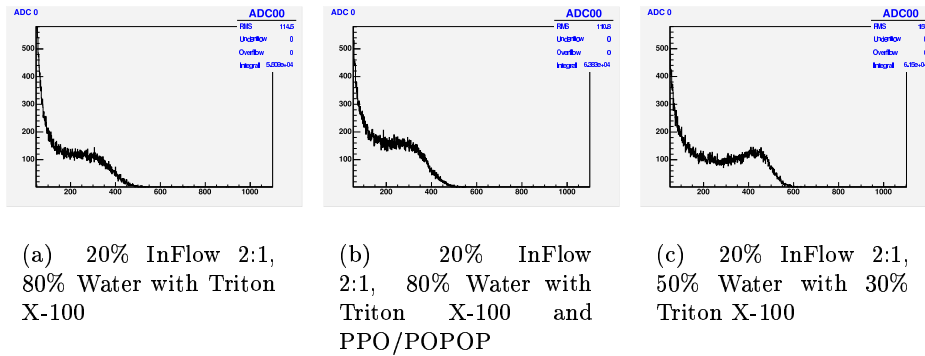 ADC 0
ADC00
RMS 114.5
Underflow 0
Overflow 0
Integral
500
400
300
200
100
200 400 600 800 1000
ADC 0
ADC00
RMS 110.8
Underflow 0
Overflow 0
Integral
500
400
300
200
100
200 400 600 800 1000
ADC 0
ADC00
RMS
Underflow 0
Overflow 0
Integral
500
400
300
200
100
200 400 600 800 1000
(a) 20% InFlow 2:1,
80% Water with Triton
X-100
(b) 20% InFlow
2:1, 80% Water with
Triton X-100 and
PPO/POPOP
(c) 20% InFlow 2:1,
50% Water with 30%
Triton X-100